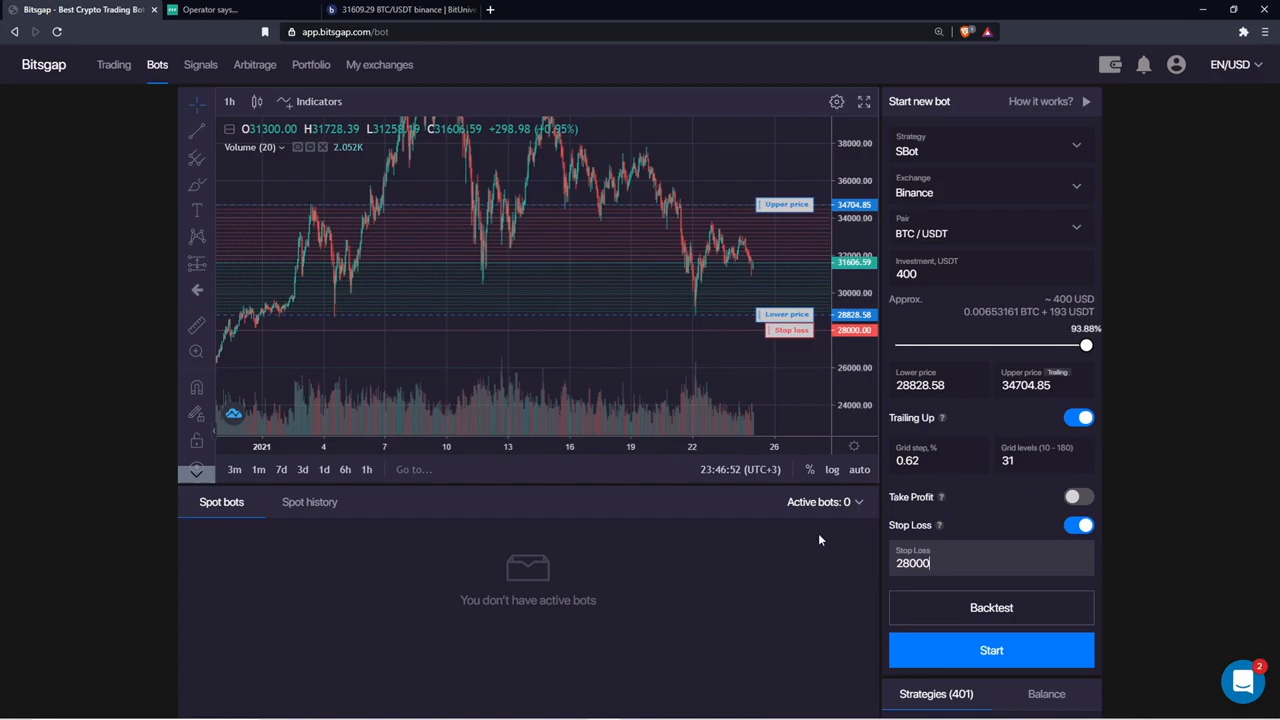 Bitsgap - Best Crypto Trading Bot
Operator says...
31609.29 BTC/USDT binance | BitUniv
app.bitsgap.com/bot
Bitsgap
Trading
Bots
Signals
Arbitrage
Portfolio
My exchanges
EN/USD
1h
Indicators
O31300.00 H31728.39 L31258.19 C31606.59 +298.98 (+0.95%)
Volume (20) 2.052K
38000.00
36000.00
Upper price 34704.85
34000.00
32000.00
31606.59
30000.00
Lower price 28828.58
Stop loss 28000.00
26000.00
24000.00
2021 4 7 10 13 16 19 22 26
3m 1m 7d 3d 1d 6h 1h Go to...
23:46:52 (UTC+3) % log auto
Spot bots
Spot history
Active bots: 0
You don't have active bots
Start new bot
How it works?
Strategy
SBot
Exchange
Binance
Pair
BTC / USDT
Investment, USDT
400
Approx. ~ 400 USD
0.00653161 BTC + 193 USDT
93.88%
Lower price
28828.58
Upper price Trailing
34704.85
Trailing Up ?
Grid step, %
0.62
Grid levels (10 - 180)
31
Take Profit ?
Stop Loss ?
Stop Loss
28000
Backtest
Start
Strategies (401)
Balance
2